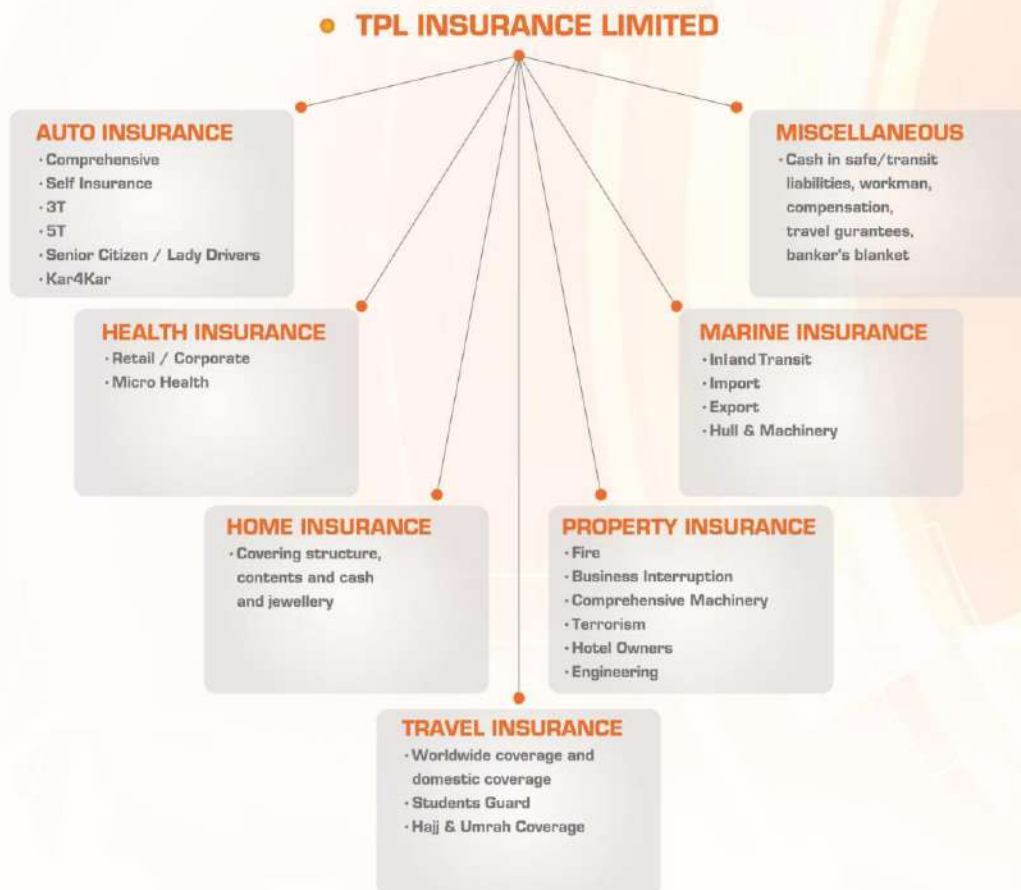 TPL INSURANCE LIMITED
AUTO INSURANCE
· Comprehensive
· Self Insurance
· 3T
· 5T
· Senior Citizen / Lady Drivers
· Kar4Kar
MISCELLANEOUS
· Cash in safe/transit
liabilities, workman,
compensation,
travel gurantees,
banker's blanket
HEALTH INSURANCE
· Retail / Corporate
· Micro Health
MARINE INSURANCE
· Inland Transit
· Import
· Export
· Hull & Machinery
HOME INSURANCE
· Covering structure,
contents and cash
and jewellery
PROPERTY INSURANCE
· Fire
· Business Interruption
· Comprehensive Machinery
· Terrorism
· Hotel Owners
· Engineering
TRAVEL INSURANCE
· Worldwide coverage and
domestic coverage
· Students Guard
· Hajj & Umrah Coverage